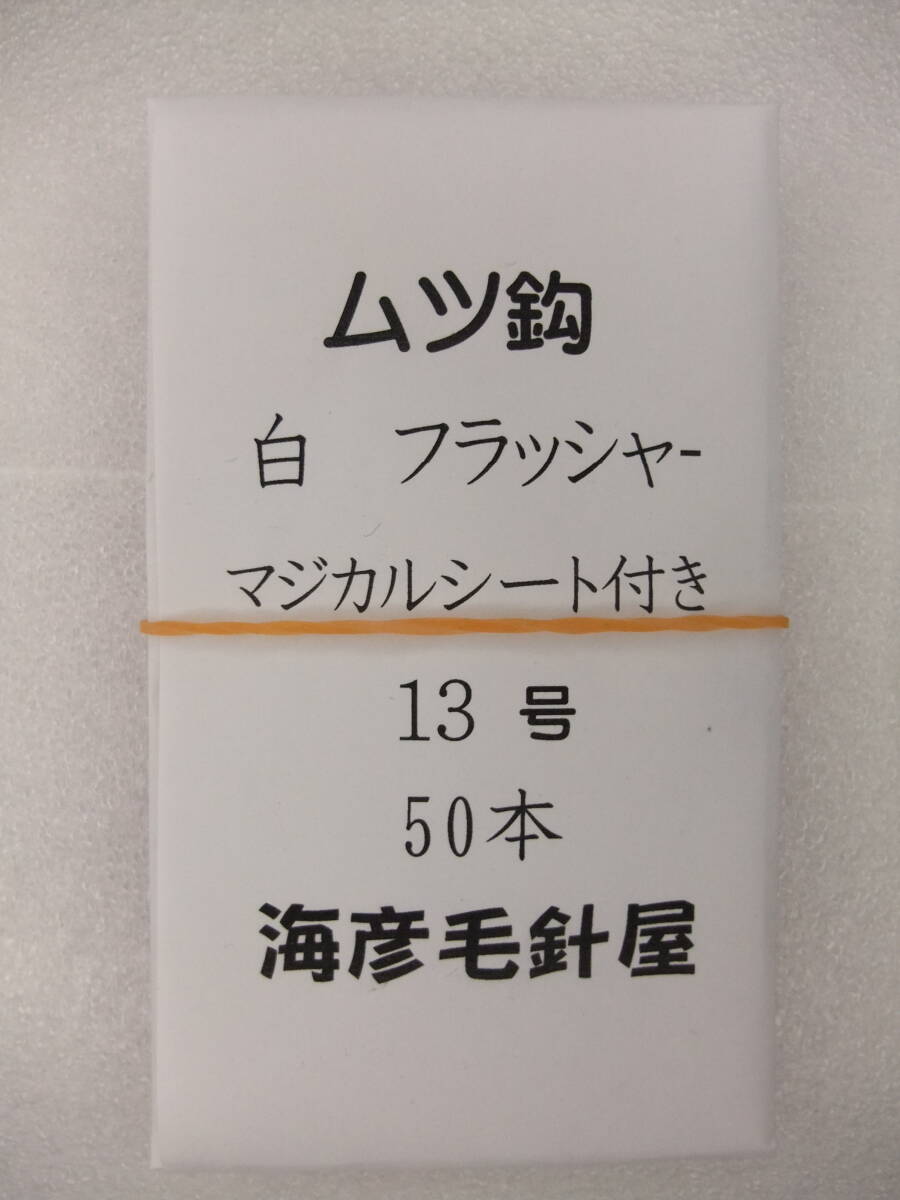 ムツ鈎
白　フラッシャー
マジカルシート付き
13 号
50本
海彦毛針屋